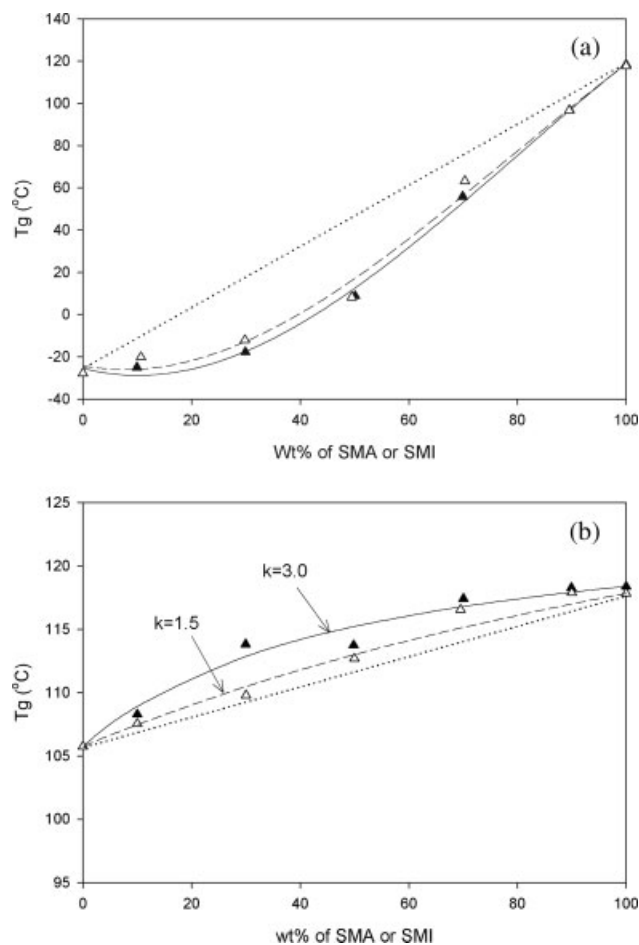 140
(a)
120
100
80
60
40
20
0
-20
-40
Tg (°C)
0 20 40 60 80 100
Wt% of SMA or SMI
125
(b)
120
k=3.0
k=1.5
115
110
105
100
95
Tg (°C)
0 20 40 60 80 100
wt% of SMA or SMI